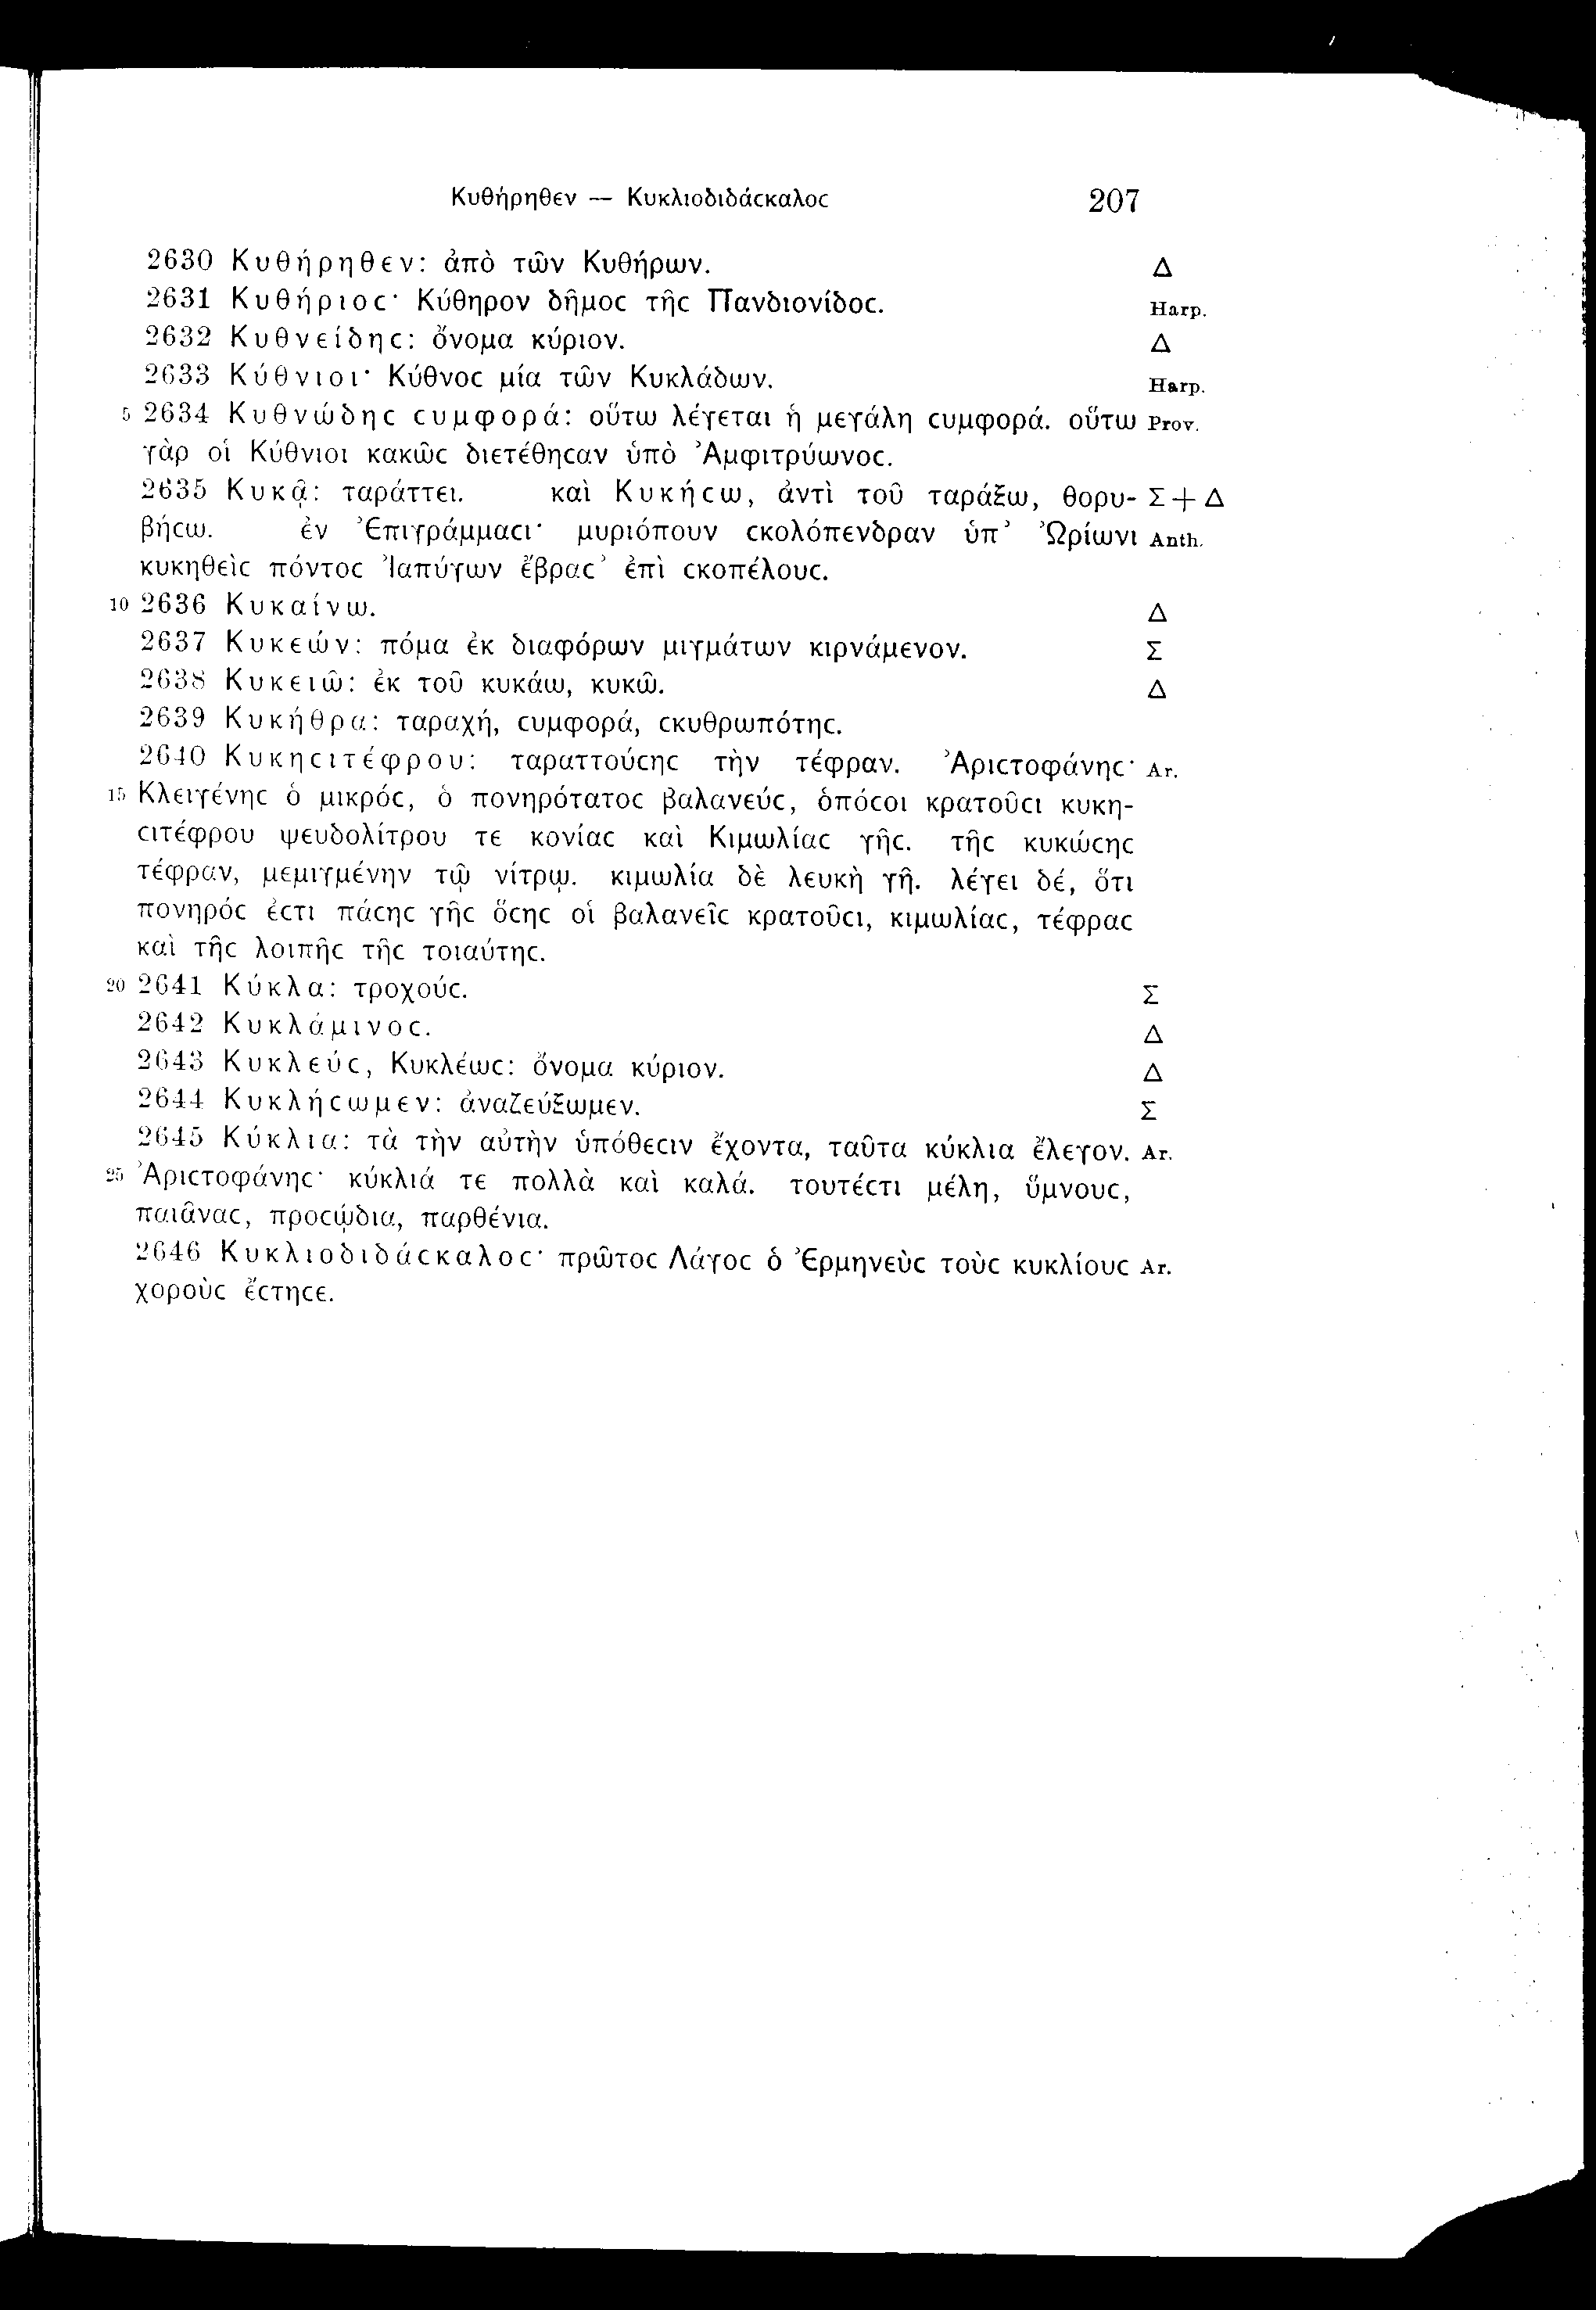 Κυθήρηθεν — Κυκλιοδιδάϲκαλοϲ 207
2630 Κυθήρηθεν: ἀπὸ τῶν Κυθήρων. Δ
2631 Κυθήριοϲ· Κύθηρον δῆμοϲ τῆϲ Πανδιονίδοϲ. Harp.
2632 Κυθνείδηϲ: ὄνομα κύριον. Δ
2633 Κύθνιοι· Κύθνοϲ μία τῶν Κυκλάδων. Harp.
5 2634 Κυθνώδηϲ ϲυμφορά: οὕτω λέγεται ἡ μεγάλη ϲυμφορά. οὕτω Prov.
γὰρ οἱ Κύθνιοι κακῶϲ διετέθηϲαν ὑπὸ Ἀμφιτρύωνοϲ.
2635 Κυκᾷ: ταράττει. καὶ Κυκήϲω, ἀντὶ τοῦ ταράξω, θορυ- Σ+Δ
βήϲω. ἐν Ἐπιγράμμαϲι· μυριόπουν ϲκολόπενδραν ὑπ’ Ὠρίωνι Anth.
κυκηθεὶϲ πόντοϲ Ἰαπύγων ἔβραϲ’ ἐπὶ ϲκοπέλουϲ.
10 2636 Κυκαίνω. Δ
2637 Κυκεών: πόμα ἐκ διαφόρων μιγμάτων κιρνάμενον. Σ
2638 Κυκειῶ: ἐκ τοῦ κυκάω, κυκῶ. Δ
2639 Κυκήθρα: ταραχή, ϲυμφορά, ϲκυθρωπότηϲ.
2640 Κυκηϲιτέφρου: ταραττούϲηϲ τὴν τέφραν. Ἀριϲτοφάνηϲ· Ar.
15 Κλειγένηϲ ὁ μικρόϲ, ὁ πονηρότατοϲ βαλανεύϲ, ὁπόϲοι κρατοῦϲι κυκη-
ϲιτέφρου ψευδολίτρου τε κονίαϲ καὶ Κιμωλίαϲ γῆϲ. τῆϲ κυκώϲηϲ
τέφραν, μεμιγμένην τῷ νίτρῳ. κιμωλία δὲ λευκὴ γῆ. λέγει δέ, ὅτι
πονηρόϲ ἐϲτι πάϲηϲ γῆϲ ὅϲηϲ οἱ βαλανεῖϲ κρατοῦϲι, κιμωλίαϲ, τέφραϲ
καὶ τῆϲ λοιπῆϲ τῆϲ τοιαύτηϲ.
20 2641 Κύκλα: τροχούϲ. Σ
2642 Κυκλάμινοϲ. Δ
2643 Κυκλεύϲ, Κυκλέωϲ: ὄνομα κύριον. Δ
2644 Κυκλήϲωμεν: ἀναζεύξωμεν. Σ
2645 Κύκλια: τὰ τὴν αὐτὴν ὑπόθεϲιν ἔχοντα, ταῦτα κύκλια ἔλεγον. Ar.
25 Ἀριϲτοφάνηϲ· κύκλιά τε πολλὰ καὶ καλά. τουτέϲτι μέλη, ὕμνουϲ,
παιᾶναϲ, προϲῴδια, παρθένια.
2646 Κυκλιοδιδάϲκαλοϲ· πρῶτοϲ Λάγοϲ ὁ Ἑρμηνεὺϲ τοὺϲ κυκλίουϲ Ar.
χοροὺϲ ἔϲτηϲε.